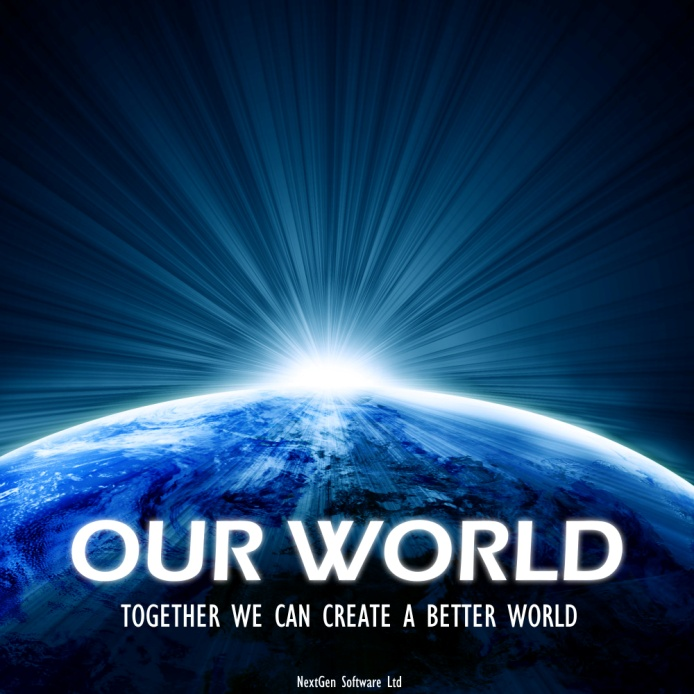 OUR WORLD
TOGETHER WE CAN CREATE A BETTER WORLD
NextGen Software Ltd